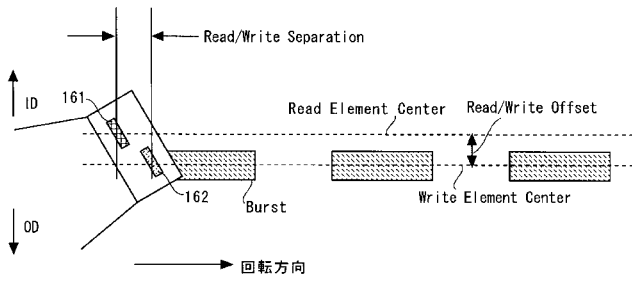 Read/Write Separation
ID
161
Read Element Center
Read/Write Offset
162
Burst
Write Element Center
OD
回転方向